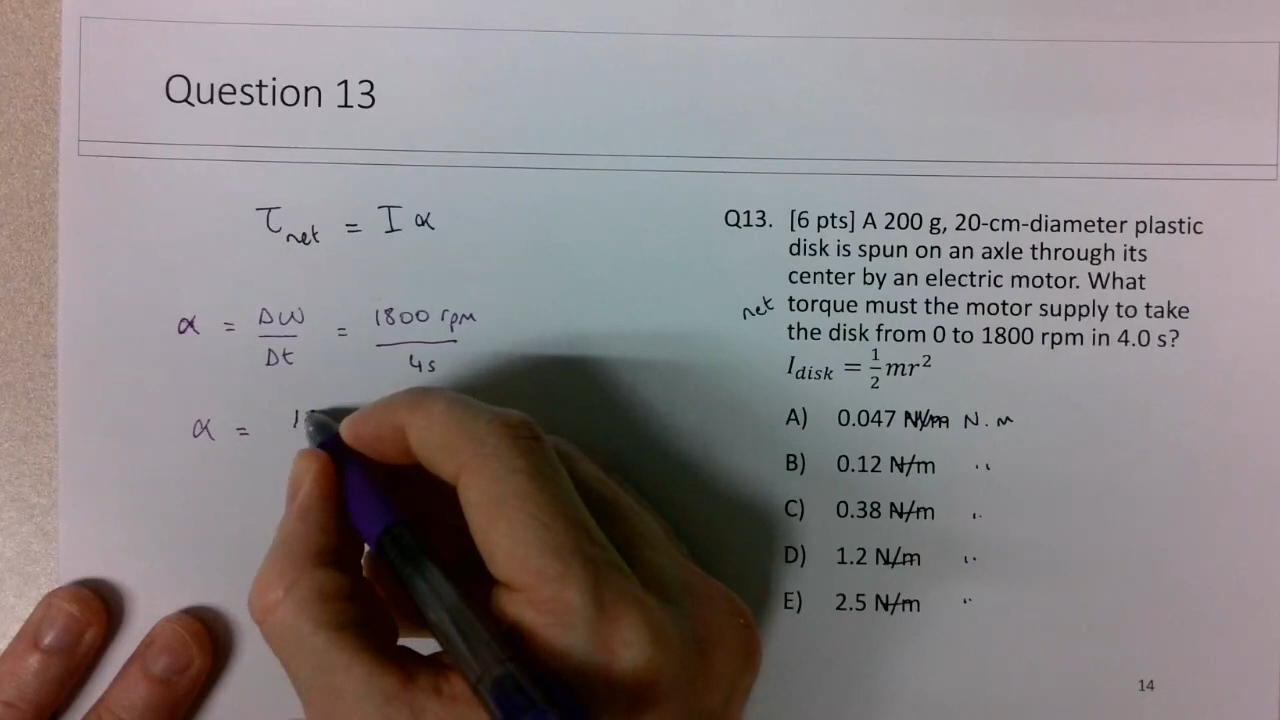 Question 13
τnet = I α
α = Δω/Δt = 1800 rpm/4s
α = 1
Q13. [6 pts] A 200 g, 20-cm-diameter plastic
disk is spun on an axle through its
center by an electric motor. What
net torque must the motor supply to take
the disk from 0 to 1800 rpm in 4.0 s?
I_disk = 1/2 mr²
A) 0.047 N/m N.m
B) 0.12 N/m "
C) 0.38 N/m "
D) 1.2 N/m "
E) 2.5 N/m "
14